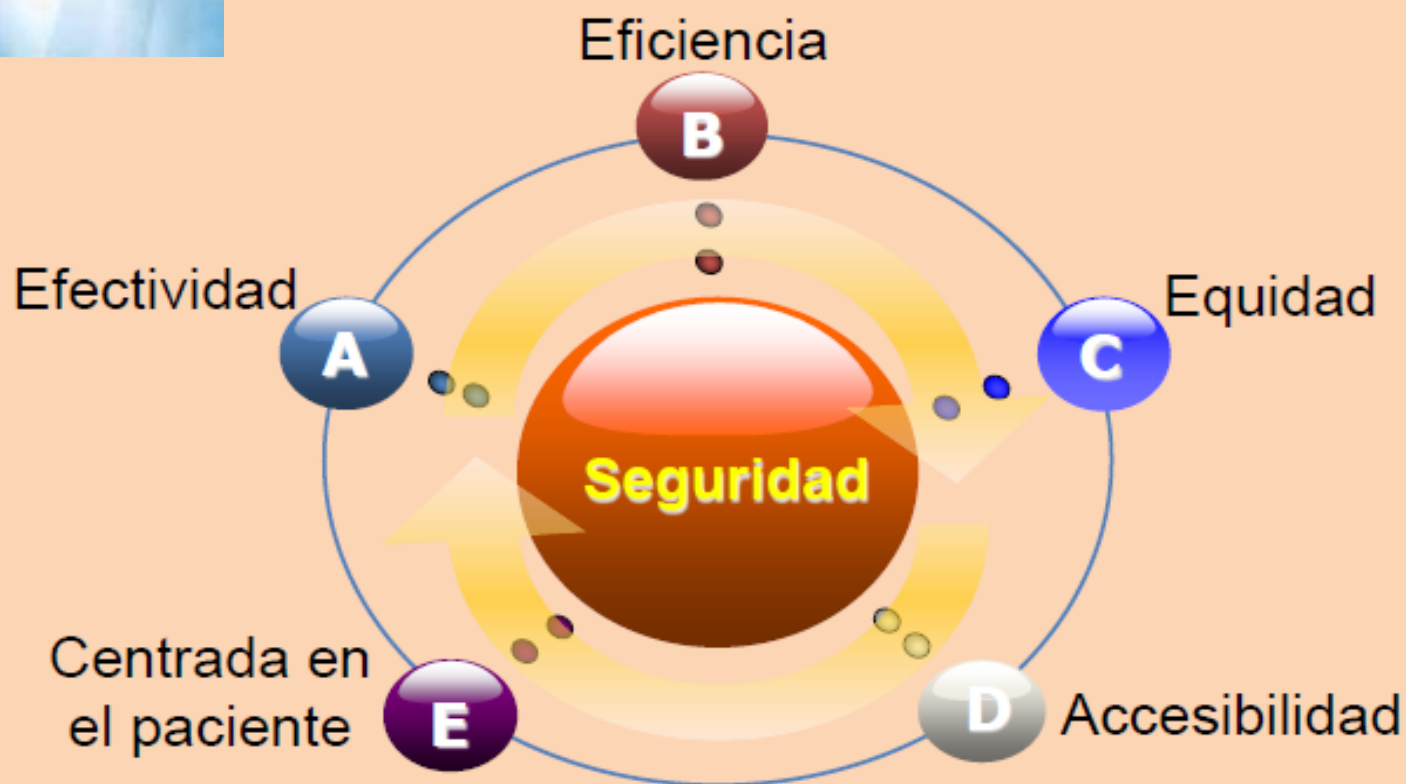 Eficiencia
B
Efectividad
A
Equidad
C
Seguridad
Centrada en
el paciente
E
D
Accesibilidad